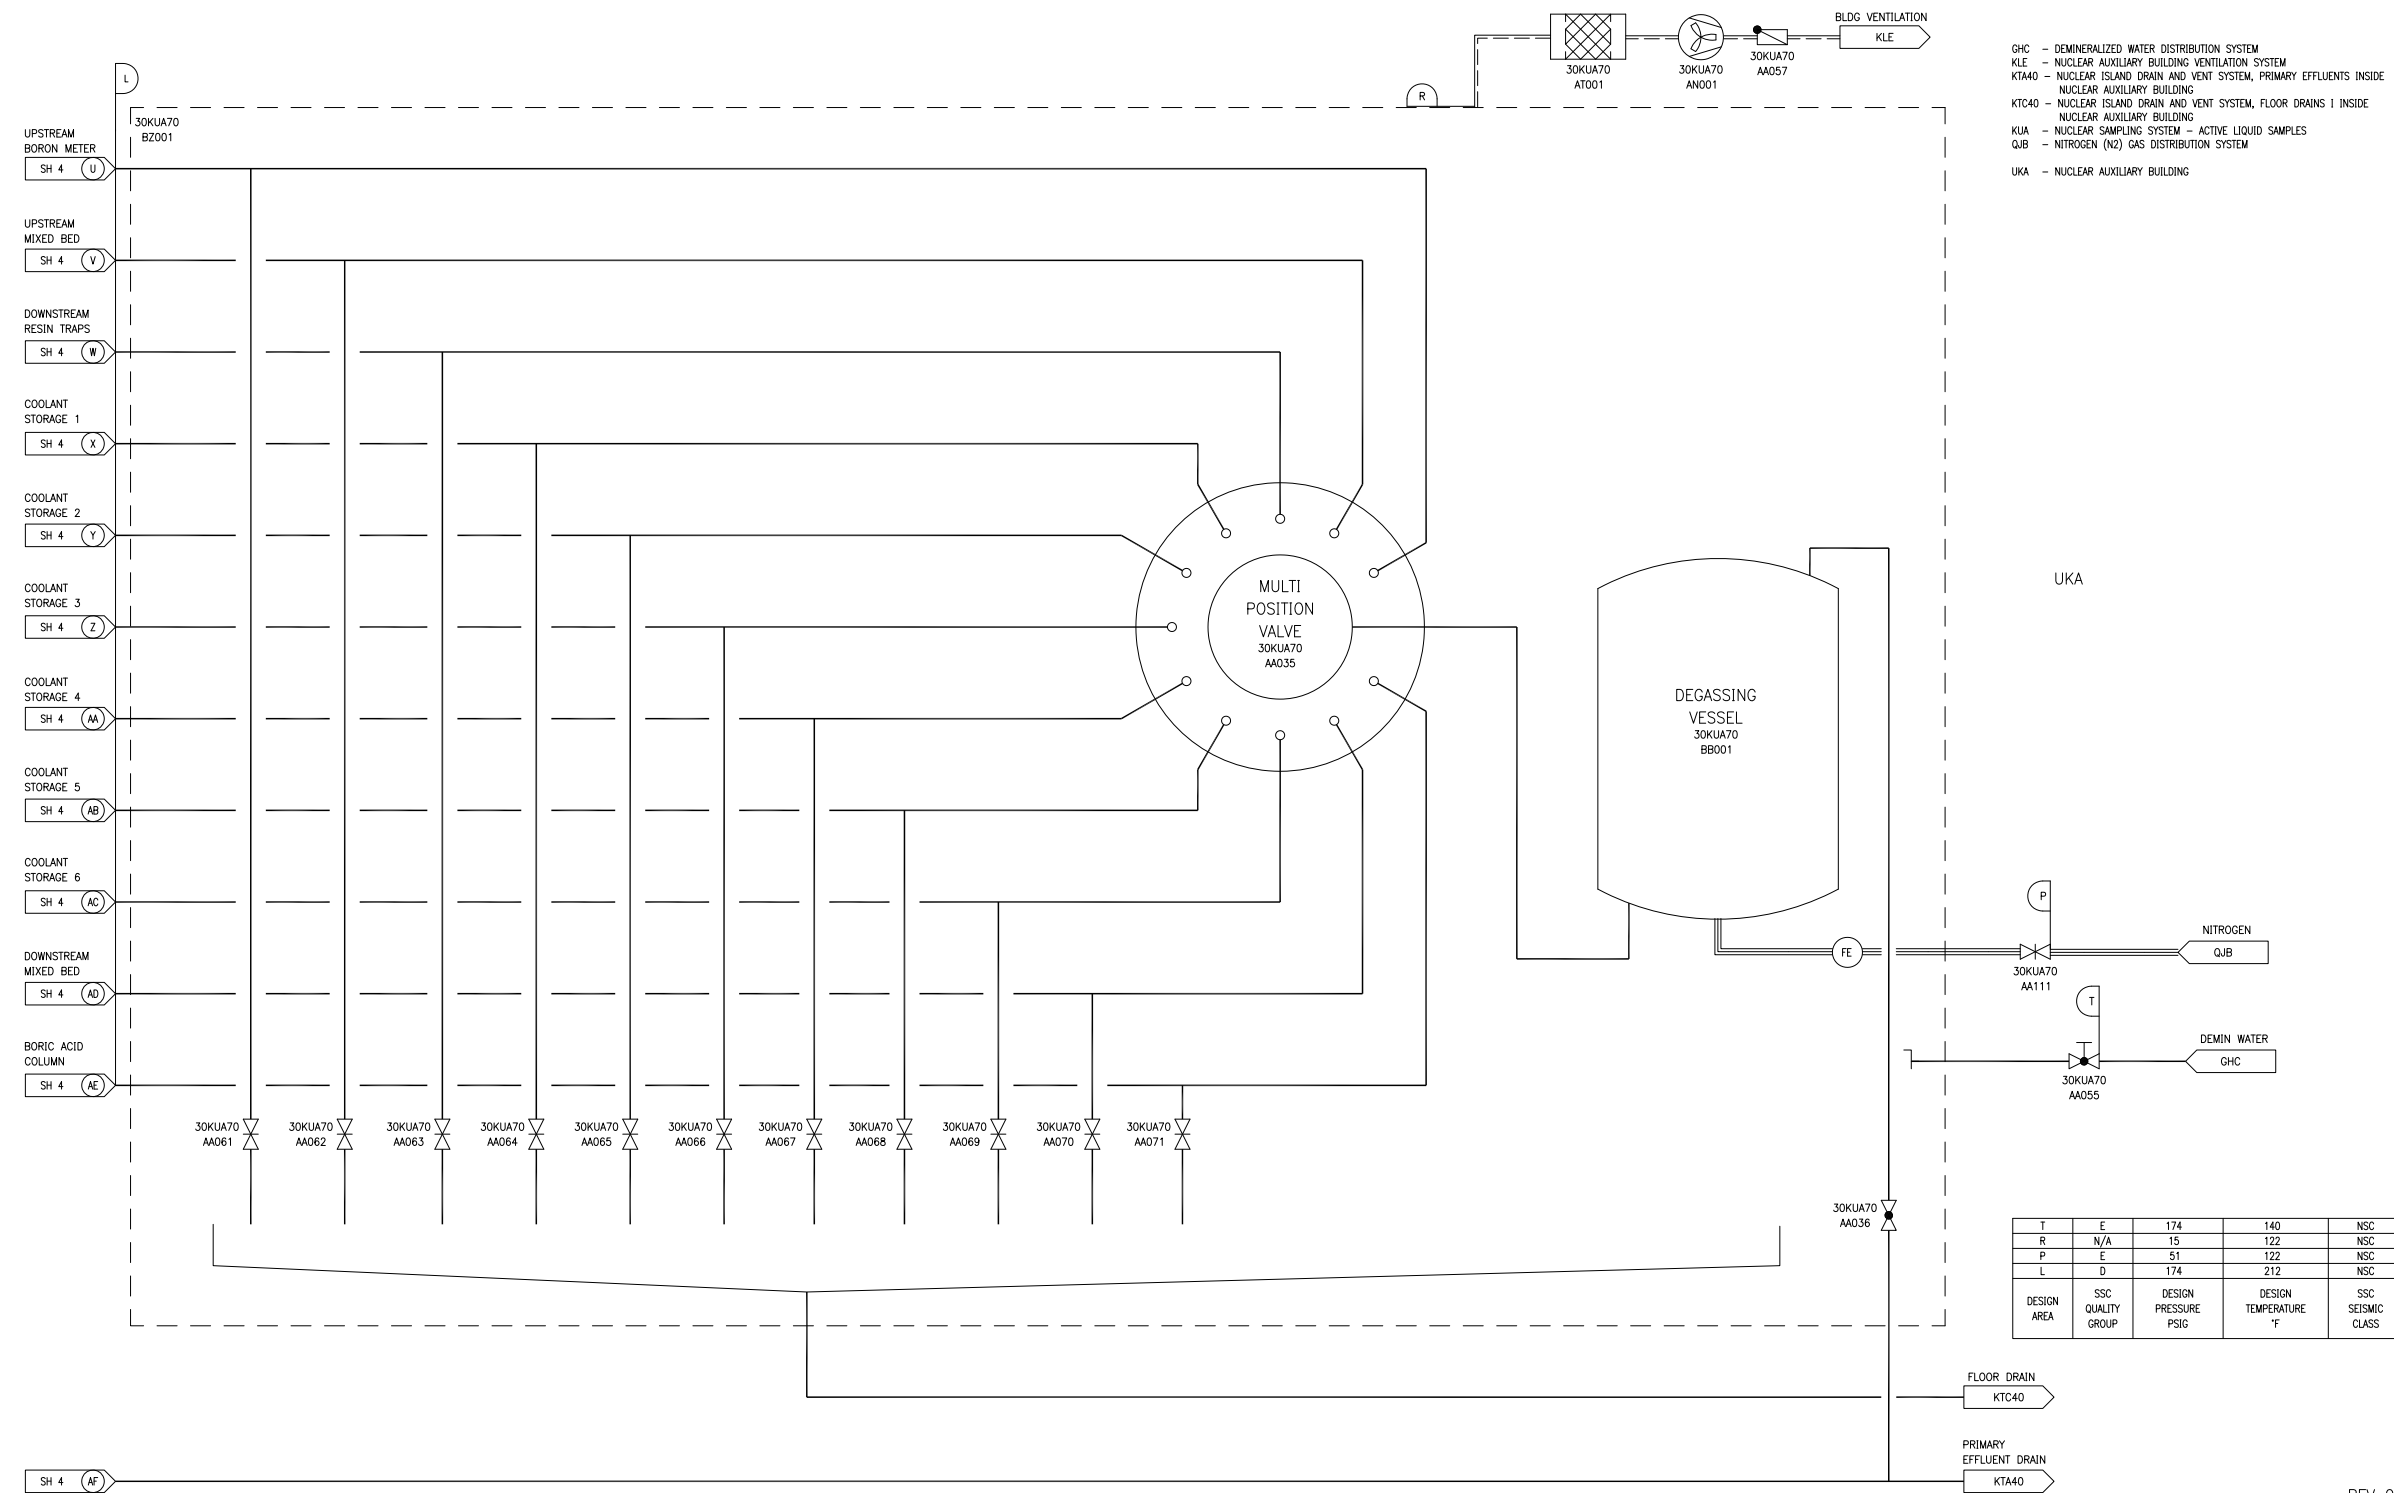 BLDG VENTILATION
KLE
30KUA70
AT001
30KUA70
AN001
30KUA70
AA057
L
R
GHC – DEMINERALIZED WATER DISTRIBUTION SYSTEM
KLE – NUCLEAR AUXILIARY BUILDING VENTILATION SYSTEM
KTA40 – NUCLEAR ISLAND DRAIN AND VENT SYSTEM, PRIMARY EFFLUENTS INSIDE
NUCLEAR AUXILIARY BUILDING
KTC40 – NUCLEAR ISLAND DRAIN AND VENT SYSTEM, FLOOR DRAINS I INSIDE
NUCLEAR AUXILIARY BUILDING
KUA – NUCLEAR SAMPLING SYSTEM – ACTIVE LIQUID SAMPLES
QJB – NITROGEN (N2) GAS DISTRIBUTION SYSTEM
UKA – NUCLEAR AUXILIARY BUILDING
30KUA70
BZ001
UPSTREAM
BORON METER
SH 4 U
UPSTREAM
MIXED BED
SH 4 V
DOWNSTREAM
RESIN TRAPS
SH 4 W
COOLANT
STORAGE 1
SH 4 X
COOLANT
STORAGE 2
SH 4 Y
COOLANT
STORAGE 3
SH 4 Z
COOLANT
STORAGE 4
SH 4 AA
COOLANT
STORAGE 5
SH 4 AB
COOLANT
STORAGE 6
SH 4 AC
DOWNSTREAM
MIXED BED
SH 4 AD
BORIC ACID
COLUMN
SH 4 AE
MULTI
POSITION
VALVE
30KUA70
AA035
DEGASSING
VESSEL
30KUA70
BB001
UKA
P
FE
30KUA70
AA111
NITROGEN
QJB
T
30KUA70
AA055
DEMIN WATER
GHC
30KUA70
AA061
30KUA70
AA062
30KUA70
AA063
30KUA70
AA064
30KUA70
AA065
30KUA70
AA066
30KUA70
AA067
30KUA70
AA068
30KUA70
AA069
30KUA70
AA070
30KUA70
AA071
30KUA70
AA036
T E 174 140 NSC
R N/A 15 122 NSC
P E 51 122 NSC
L D 174 212 NSC
DESIGN
AREA
SSC
QUALITY
GROUP
DESIGN
PRESSURE
PSIG
DESIGN
TEMPERATURE
°F
SSC
SEISMIC
CLASS
FLOOR DRAIN
KTC40
PRIMARY
EFFLUENT DRAIN
KTA40
SH 4 AF